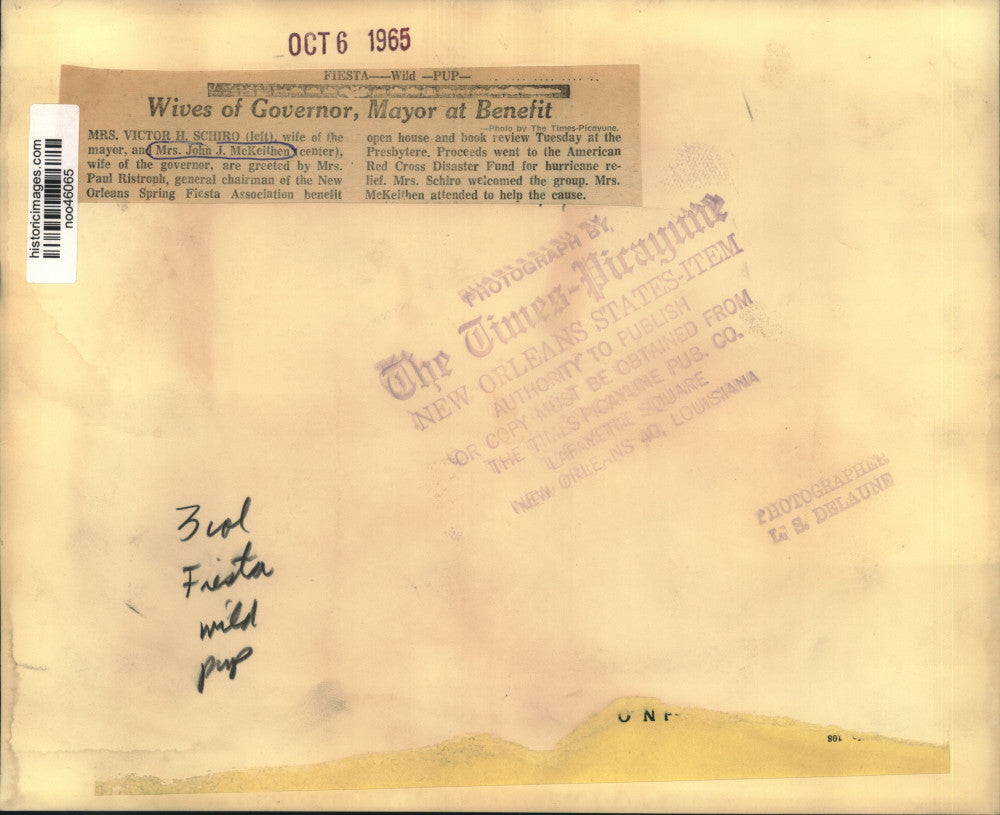 OCT 6 1965
FIESTA——Wild —PUP—
Wives of Governor, Mayor at Benefit
—Photo by The Times-Picayune.
MRS. VICTOR H. SCHIRO (left), wife of the
mayor, and Mrs. John J. McKeithen (center),
wife of the governor, are greeted by Mrs.
Paul Ristroph, general chairman of the New
Orleans Spring Fiesta Association benefit
open house and book review Tuesday at the
Presbytere. Proceeds went to the American
Red Cross Disaster Fund for hurricane re-
lief. Mrs. Schiro welcomed the group. Mrs.
McKeithen attended to help the cause.
historicimages.com
noo46065
PHOTOGRAPH BY
The Times-Picayune
NEW ORLEANS STATES-ITEM
AUTHORITY TO PUBLISH
OR COPY MUST BE OBTAINED FROM
THE TIMES-PICAYUNE PUB. CO.
LAFAYETTE SQUARE
NEW ORLEANS 40, LOUISIANA
PHOTOGRAPHER
L. S. DELAUNE
3 col
Fiesta
wild
pup
108